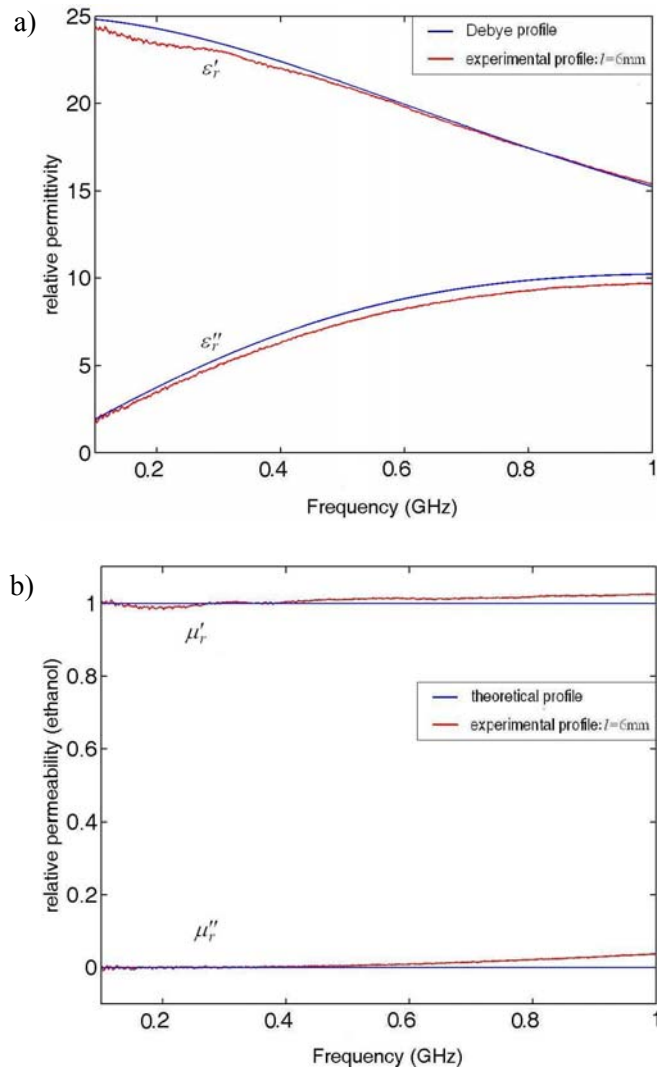 a)
25
20
15
10
5
0
relative permittivity
Debye profile
experimental profile: l=6mm
ε′r
ε″r
0.2 0.4 0.6 0.8 1
Frequency (GHz)
b)
1
0.8
0.6
0.4
0.2
0
relative permeability (ethanol)
μ′r
theoretical profile
experimental profile: l=6mm
μ″r
0.2 0.4 0.6 0.8 1
Frequency (GHz)